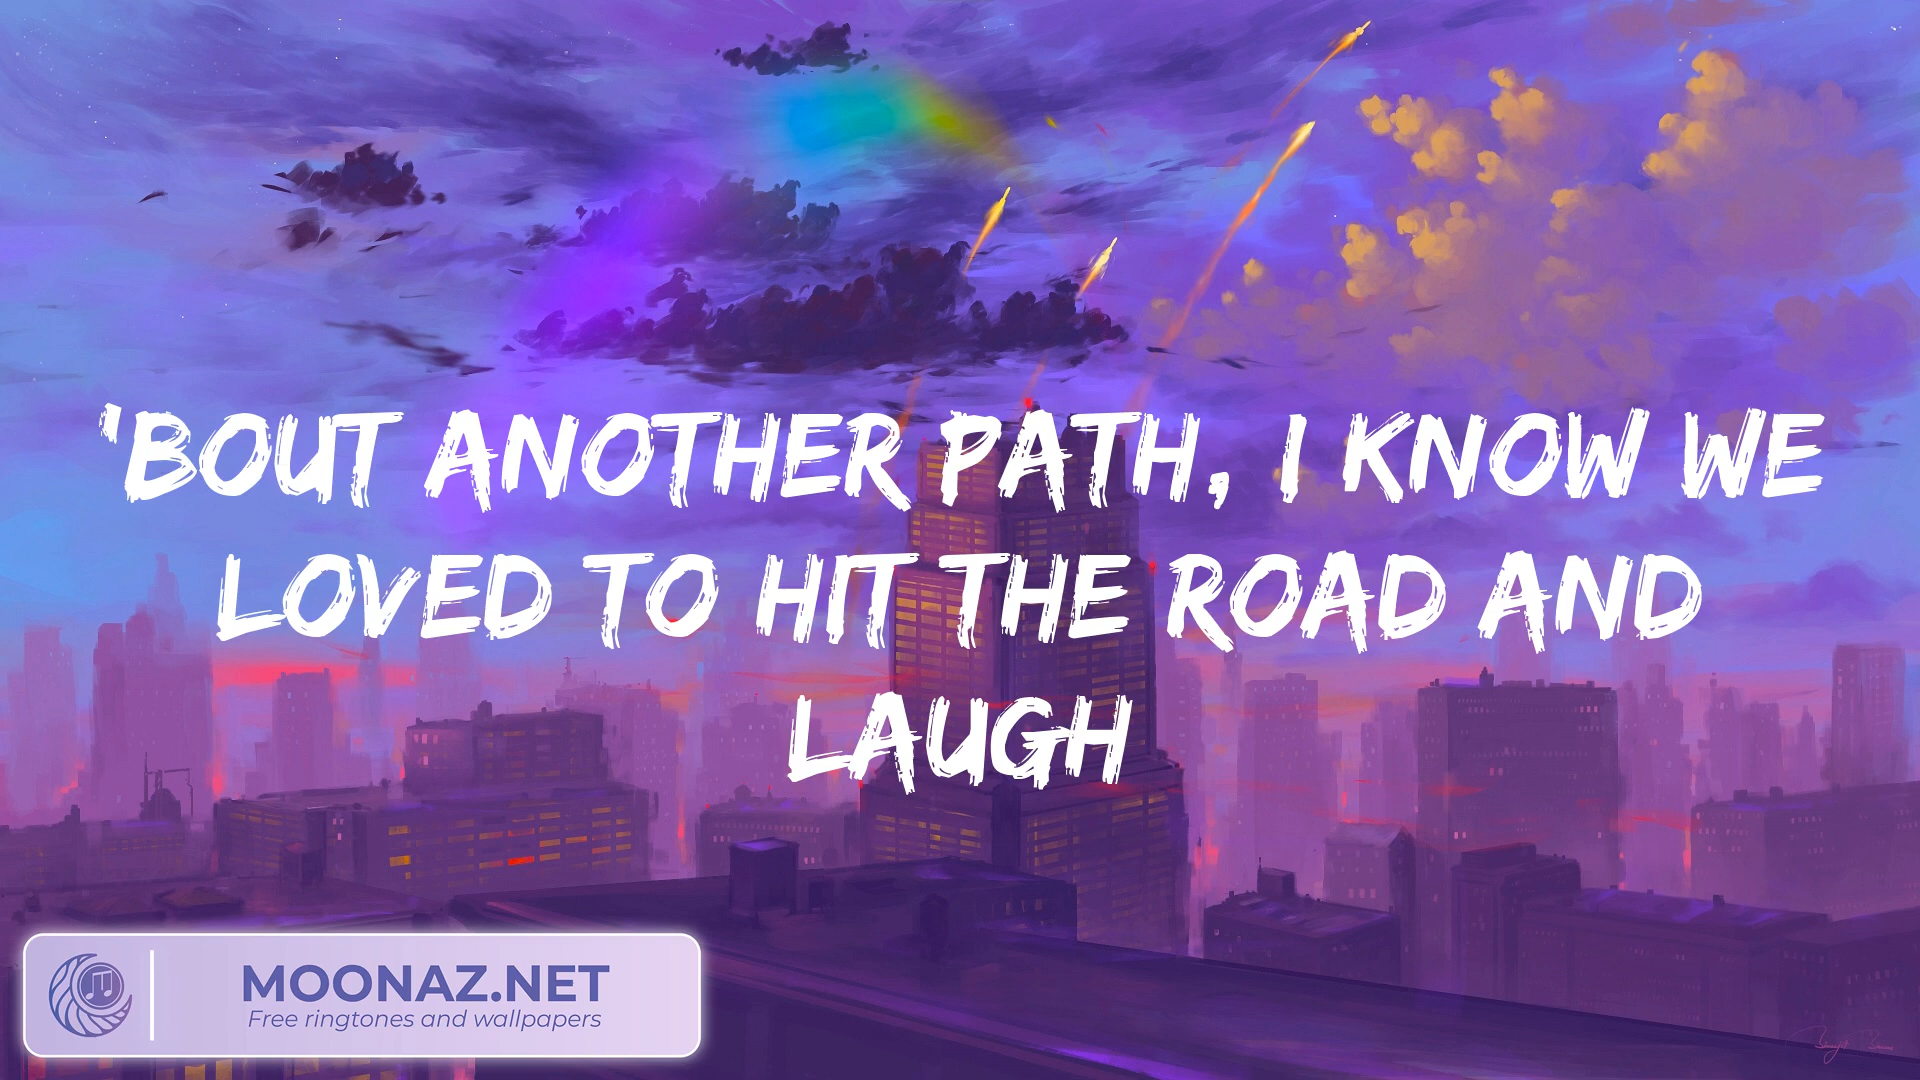 'BOUT ANOTHER PATH, I KNOW WE
LOVED TO HIT THE ROAD AND
LAUGH
MOONAZ.NET
Free ringtones and wallpapers